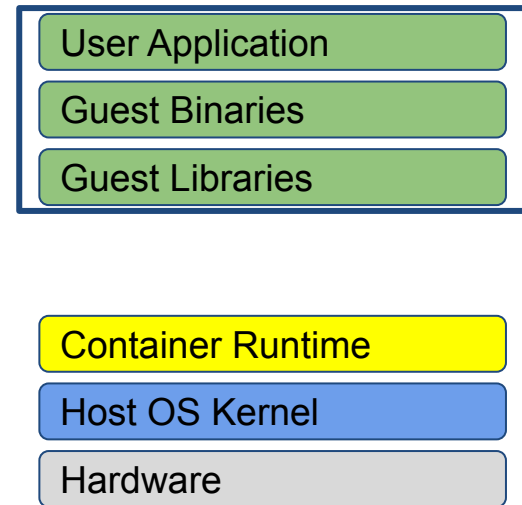 User Application
Guest Binaries
Guest Libraries
Container Runtime
Host OS Kernel
Hardware